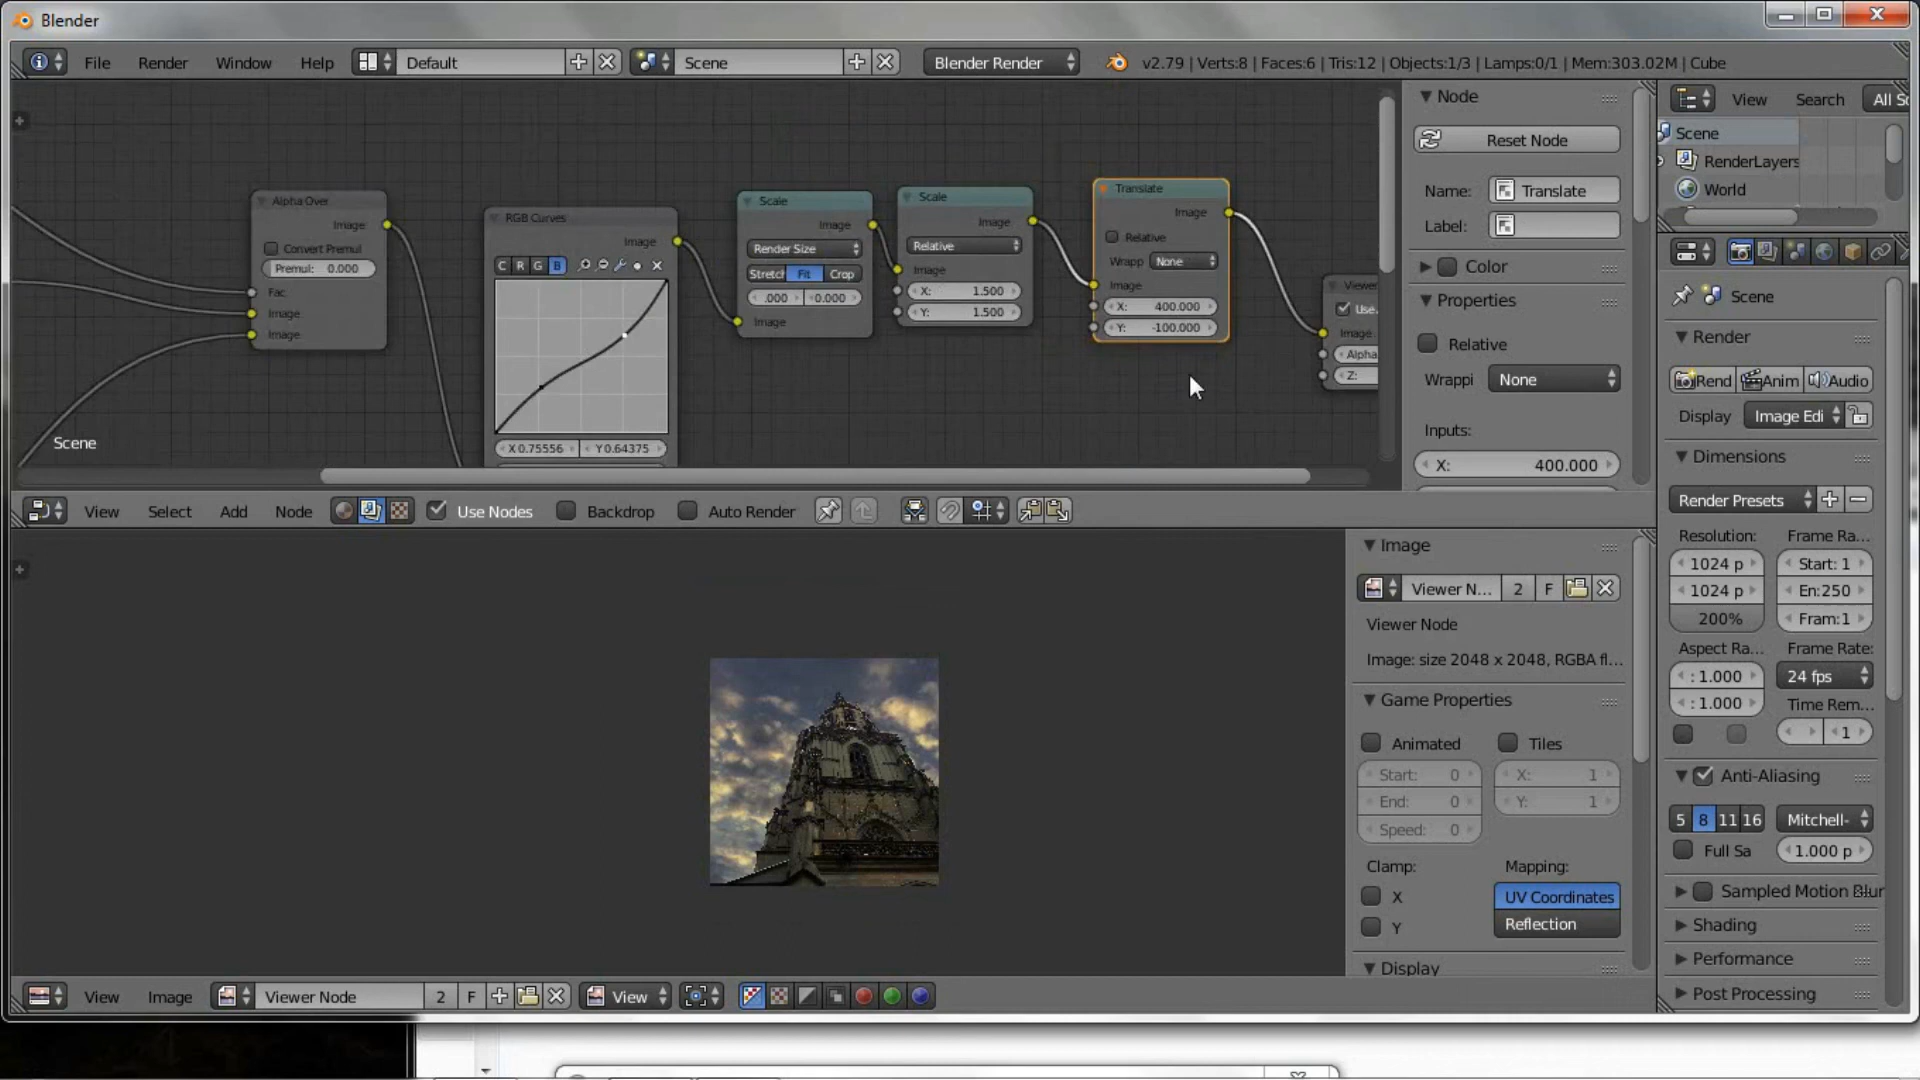 Blender
File Render Window Help Default Scene Blender Render v2.79 | Verts:8 | Faces:6 | Tris:12 | Objects:1/3 | Lamps:0/1 | Mem:303.02M | Cube
Alpha Over
Image
Convert Premul
Premul: 0.000
Fac
Image
Image
Scene
RGB Curves
Image
C R G B
X 0.75556 Y 0.64375
Scale
Image
Render Size
Stretcl Fit Crop
.000 0.000
Image
Scale
Image
Relative
Image
X: 1.500
Y: 1.500
Translate
Image
Relative
Wrapp None
Image
X: 400.000
Y: -100.000
Viewer
Use
Image
Alpha
Z:
Node
Reset Node
Name: Translate
Label:
Color
Properties
Relative
Wrappi None
Inputs:
X: 400.000
View Search All Sc
Scene
RenderLayers
World
Scene
Render
Rend Anim Audio
Display Image Edi
Dimensions
Render Presets
Resolution: Frame Ra...
1024 p Start: 1
1024 p En:250
200% Fram:1
Aspect Ra... Frame Rate:
: 1.000 24 fps
: 1.000 Time Rem...
1
Anti-Aliasing
5 8 11 16 Mitchell-
Full Sa 1.000 p
Sampled Motion Blur
Shading
Performance
Post Processing
View Select Add Node Use Nodes Backdrop Auto Render
Image
Viewer N... 2 F
Viewer Node
Image: size 2048 x 2048, RGBA fl...
Game Properties
Animated Tiles
Start: 0 X: 1
End: 0 Y: 1
Speed: 0
Clamp: Mapping:
X UV Coordinates
Y Reflection
Display
View Image Viewer Node 2 F View